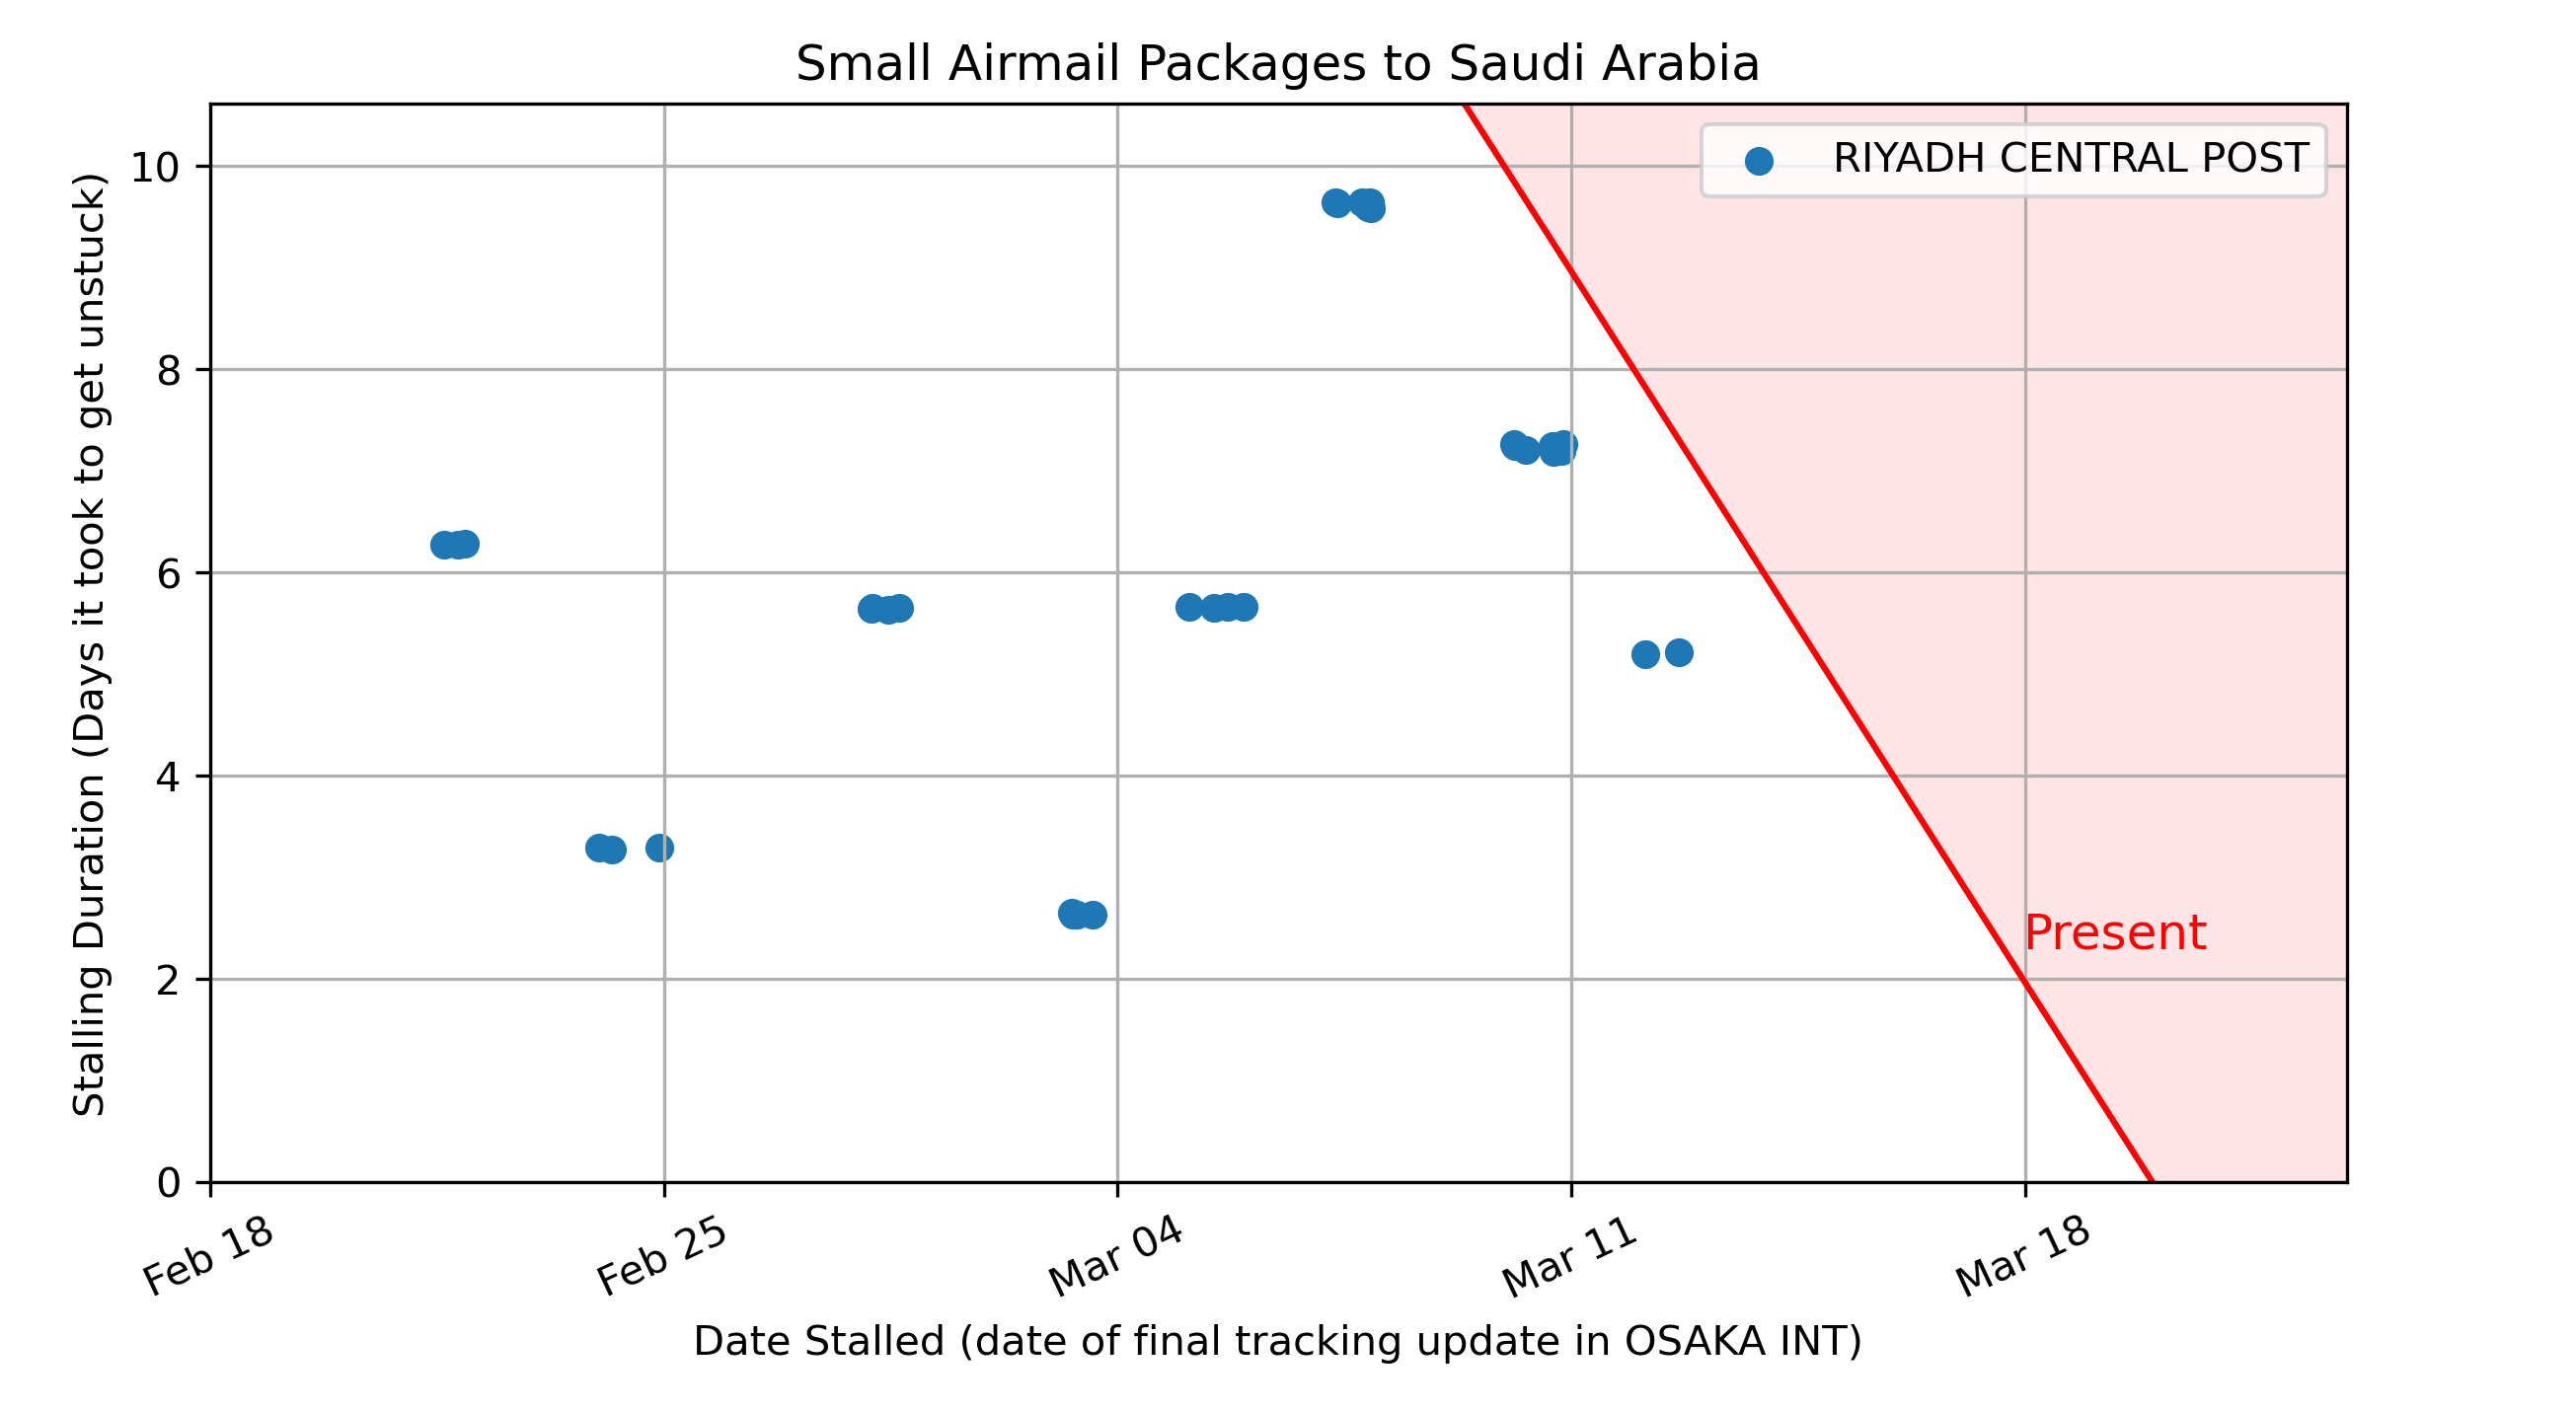 Small Airmail Packages to Saudi Arabia
RIYADH CENTRAL POST
Stalling Duration (Days it took to get unstuck)
10
8
6
4
2
0
Present
Feb 18
Feb 25
Mar 04
Mar 11
Mar 18
Date Stalled (date of final tracking update in OSAKA INT)